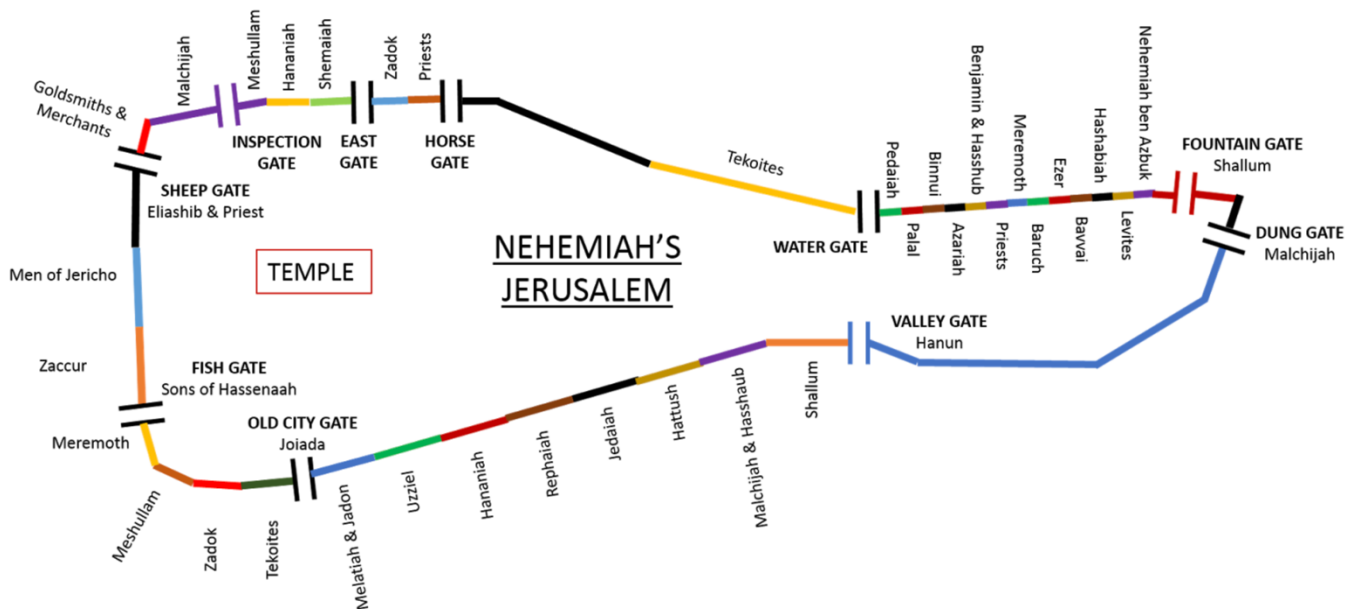 Goldsmiths &
Merchants
Malchijah
Meshullam
Hananiah
Shemaiah
Zadok
Priests
INSPECTION
GATE
EAST
GATE
HORSE
GATE
SHEEP GATE
Eliashib & Priest
Men of Jericho
TEMPLE
NEHEMIAH'S
JERUSALEM
Tekoites
WATER GATE
Pedaiah
Palal
Binnui
Azariah
Benjamin & Hasshub
Priests
Meremoth
Baruch
Ezer
Bavvai
Hashabiah
Levites
Nehemiah ben Azbuk
FOUNTAIN GATE
Shallum
DUNG GATE
Malchijah
VALLEY GATE
Hanun
Zaccur
FISH GATE
Sons of Hassenaah
Meremoth
OLD CITY GATE
Joiada
Meshullam
Zadok
Tekoites
Melatiah & Jadon
Uzziel
Hananiah
Rephaiah
Jedaiah
Hattush
Malchijah & Hasshaub
Shallum